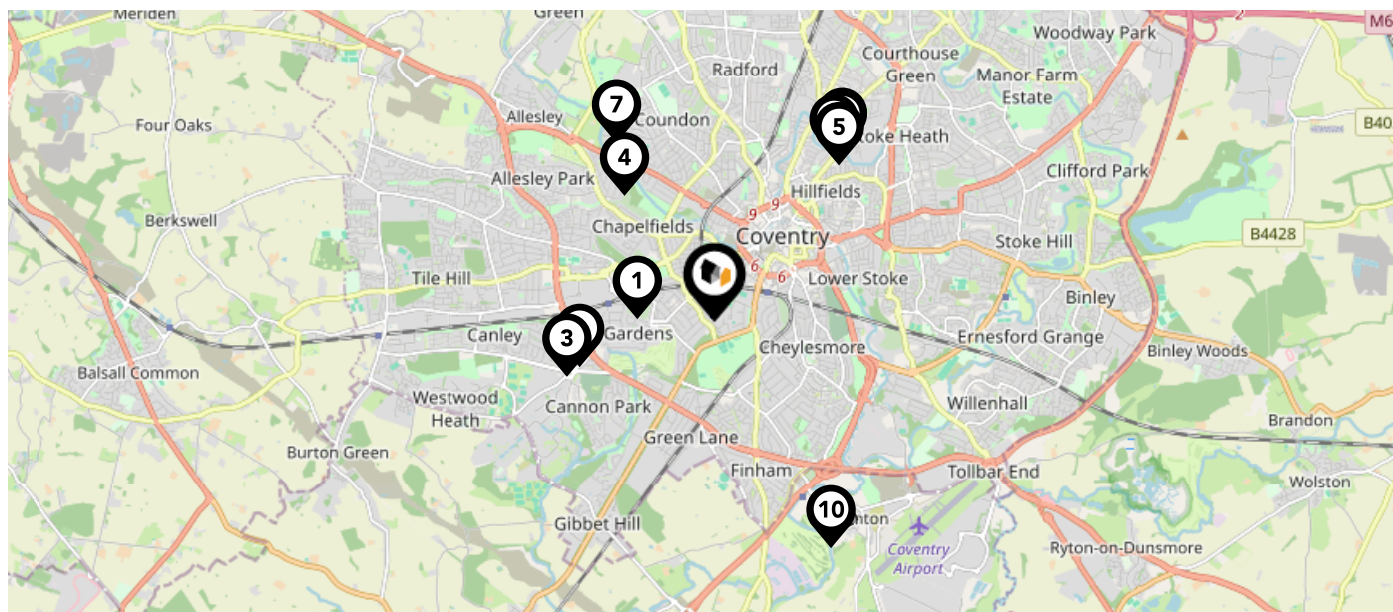 Meriden
Green
2
M6
Woodway Park
Courthouse
Green
Radford
Manor Farm
Estate
7
Coundon
Allesley
Four Oaks
5
toke Heath
B40
4
Allesley Park
Clifford Park
Hillfields
Berkswell
9
9
Chapelfields
Coventry
Stoke Hill
B4428
6
6
Tile Hill
1
Lower Stoke
Binley
3
Gardens
Canley
Cheylesmore
Ernesford Grange
Binley Woods
Balsall Common
Westwood
Heath
Cannon Park
Willenhall
Brandon
Green Lane
Burton Green
Finham
Tollbar End
Wolston
10
Gibbet Hill
nton
Coventry
Airport
Ryton-on-Dunsmore